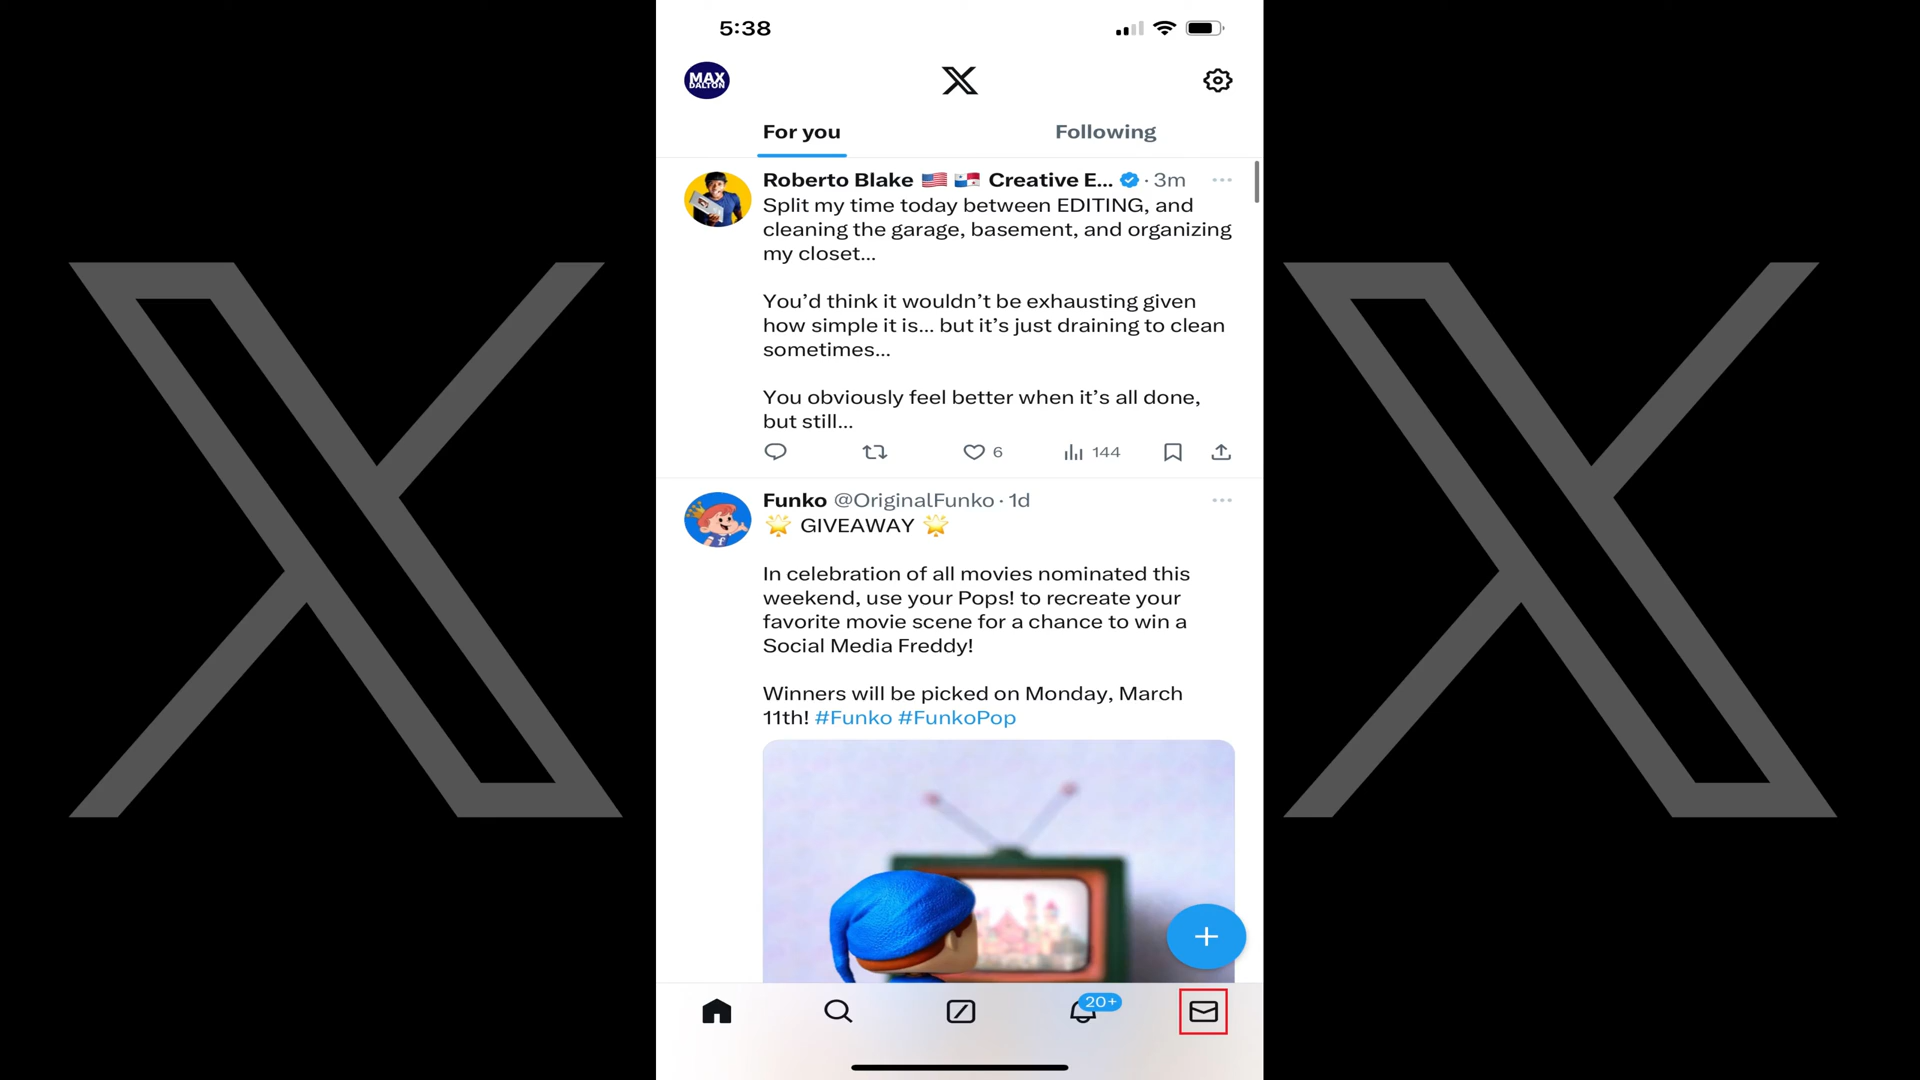 5:38
MAX
DALTON
For you
Following
Roberto Blake 🇺🇸 🇵🇦 Creative E... · 3m
Split my time today between EDITING, and
cleaning the garage, basement, and organizing
my closet...
You’d think it wouldn’t be exhausting given
how simple it is... but it’s just draining to clean
sometimes...
You obviously feel better when it’s all done,
but still...
6
144
Funko @OriginalFunko · 1d
🌟 GIVEAWAY 🌟
In celebration of all movies nominated this
weekend, use your Pops! to recreate your
favorite movie scene for a chance to win a
Social Media Freddy!
Winners will be picked on Monday, March
11th! #Funko #FunkoPop
20+